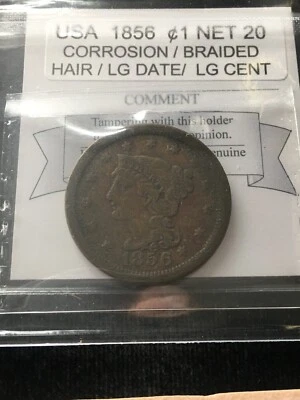 USA 1856 ¢1 NET 20
CORROSION / BRAIDED
HAIR / LG DATE/ LG CENT
COMMENT
Tampering with this holder
opinion.
genuine
1856